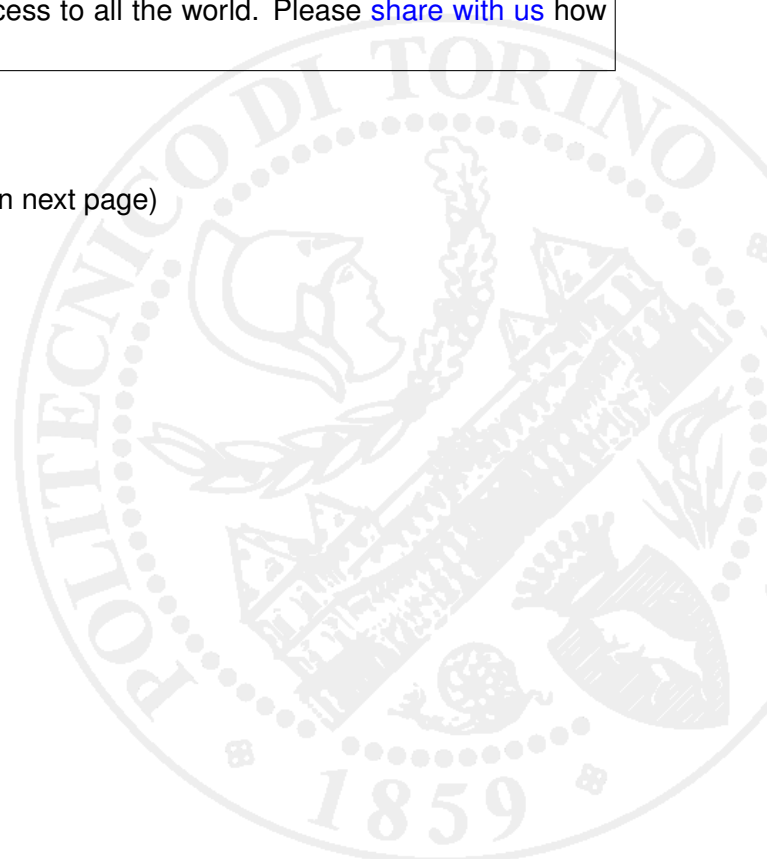 cess to all the world. Please share with us how
n next page)
POLITECNICO DI TORINO
1859